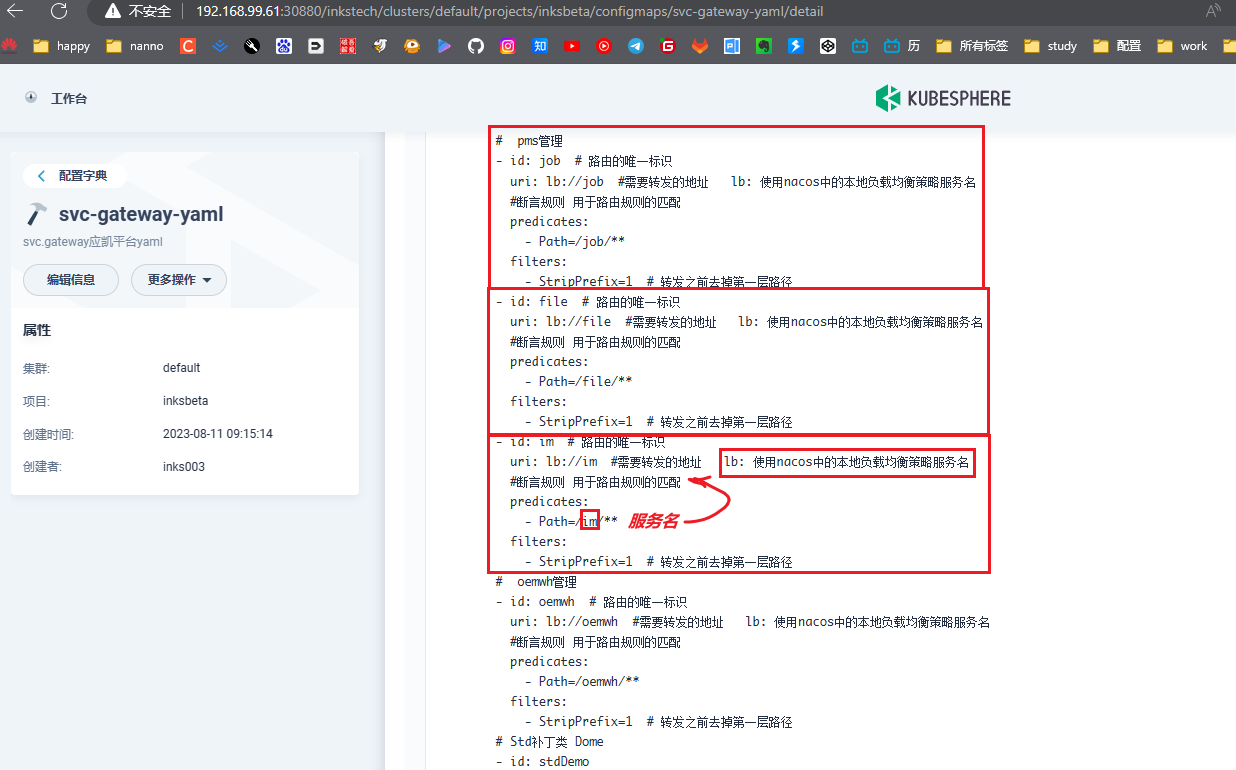 不安全
192.168.99.61:30880/inkstech/clusters/default/projects/inksbeta/configmaps/svc-gateway-yaml/detail
happy
nanno
历
所有标签
study
配置
work
工作台
KUBESPHERE
配置字典
svc-gateway-yaml
svc.gateway应凯平台yaml
编辑信息
更多操作
属性
集群: default
项目: inksbeta
创建时间: 2023-08-11 09:15:14
创建者: inks003
#  pms管理
- id: job  # 路由的唯一标识
  uri: lb://job  #需要转发的地址   lb: 使用nacos中的本地负载均衡策略服务名
  #断言规则 用于路由规则的匹配
  predicates:
    - Path=/job/**
  filters:
    - StripPrefix=1  # 转发之前去掉第一层路径
- id: file  # 路由的唯一标识
  uri: lb://file  #需要转发的地址   lb: 使用nacos中的本地负载均衡策略服务名
  #断言规则 用于路由规则的匹配
  predicates:
    - Path=/file/**
  filters:
    - StripPrefix=1  # 转发之前去掉第一层路径
- id: im  # 路由的唯一标识
  uri: lb://im  #需要转发的地址   lb: 使用nacos中的本地负载均衡策略服务名
  #断言规则 用于路由规则的匹配
  predicates:
    - Path=/im/** 服务名
  filters:
    - StripPrefix=1  # 转发之前去掉第一层路径
#  oemwh管理
- id: oemwh  # 路由的唯一标识
  uri: lb://oemwh  #需要转发的地址   lb: 使用nacos中的本地负载均衡策略服务名
  #断言规则 用于路由规则的匹配
  predicates:
    - Path=/oemwh/**
  filters:
    - StripPrefix=1  # 转发之前去掉第一层路径
# Std补丁类 Dome
- id: stdDemo